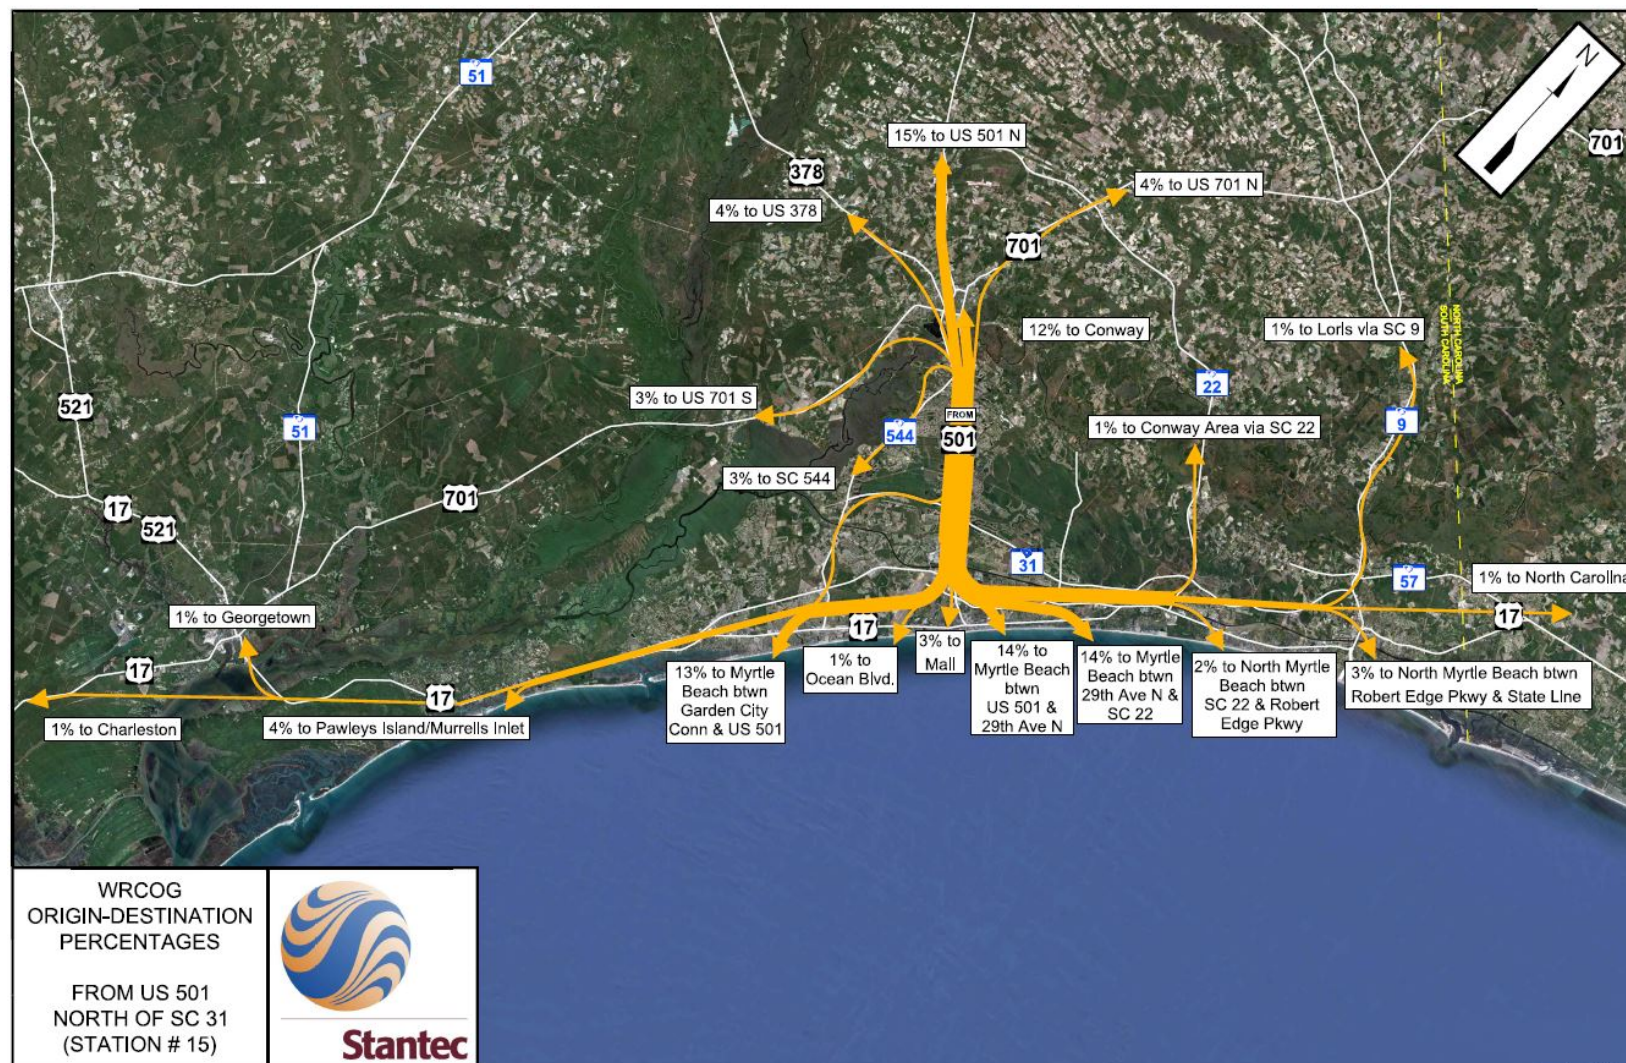 51
15% to US 501 N
701
378
4% to US 701 N
4% to US 378
701
NORTH CAROLINA
SOUTH CAROLINA
12% to Conway
1% to Loris via SC 9
22
3% to US 701 S
521
51
9
FROM
501
544
1% to Conway Area via SC 22
3% to SC 544
701
17
521
31
57
1% to North Carolina
1% to Georgetown
17
17
17
17
1% to Charleston
4% to Pawleys Island/Murrells Inlet
13% to Myrtle
Beach btwn
Garden City
Conn & US 501
1% to
Ocean Blvd.
3% to
Mall
14% to
Myrtle Beach
btwn
US 501 &
29th Ave N
14% to Myrtle
Beach btwn
29th Ave N &
SC 22
2% to North Myrtle
Beach btwn
SC 22 & Robert
Edge Pkwy
3% to North Myrtle Beach btwn
Robert Edge Pkwy & State Line
N
WRCOG
ORIGIN-DESTINATION
PERCENTAGES
FROM US 501
NORTH OF SC 31
(STATION # 15)
Stantec